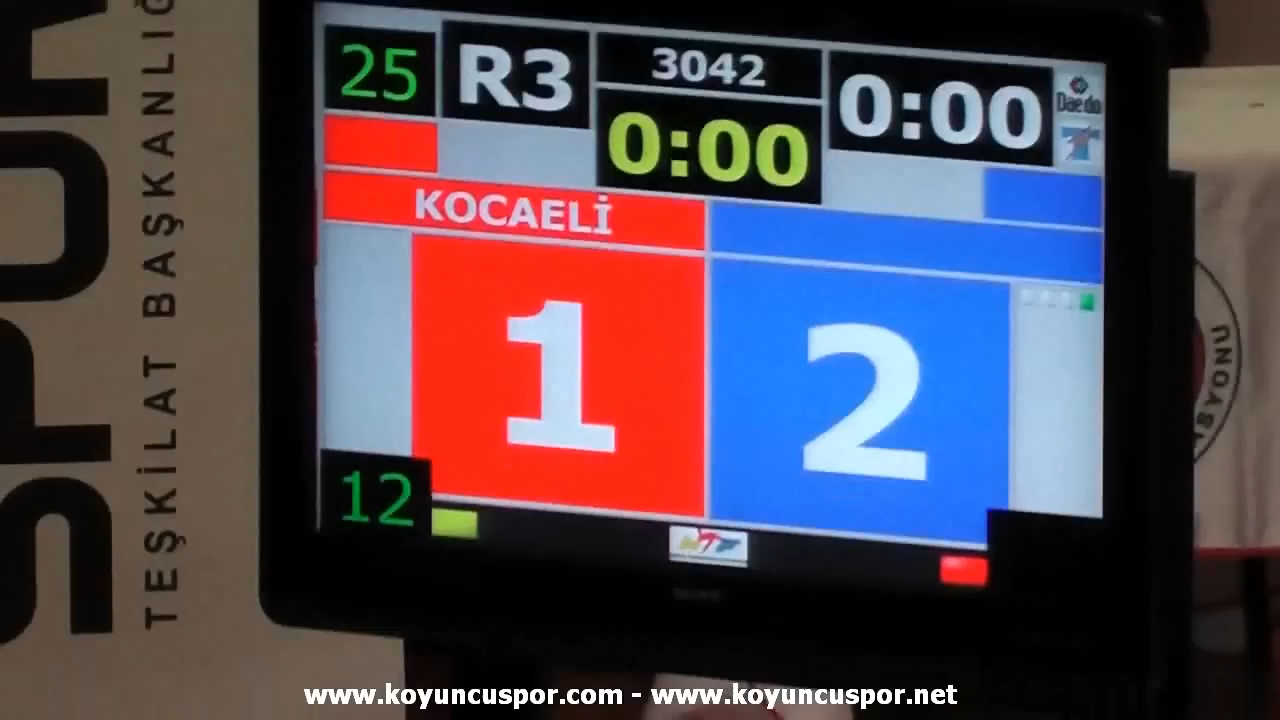 SPOR
TEŞKİLAT BAŞKANLIĞ
25
R3
3042
0:00
0:00
Daedo
KOCAELİ
1
2
12
SYONU
www.koyuncuspor.com - www.koyuncuspor.net